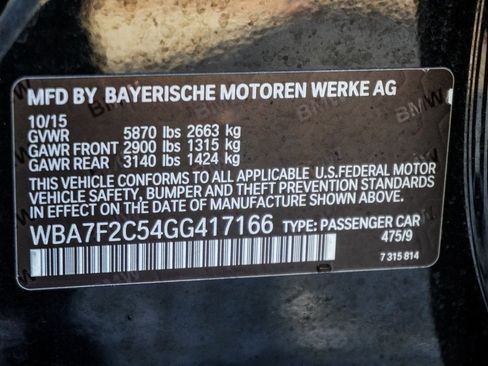 MFD BY BAYERISCHE MOTOREN WERKE AG
10/15
GVWR 5870 lbs 2663 kg
GAWR FRONT 2900 lbs 1315 kg
GAWR REAR 3140 lbs 1424 kg
THIS VEHICLE CONFORMS TO ALL APPLICABLE U.S.FEDERAL MOTOR
VEHICLE SAFETY, BUMPER AND THEFT PREVENTION STANDARDS
IN EFFECT ON THE DATE OF MANUFACTURE SHOWN ABOVE.
WBA7F2C54GG417166 TYPE: PASSENGER CAR
475/9
7 315 814